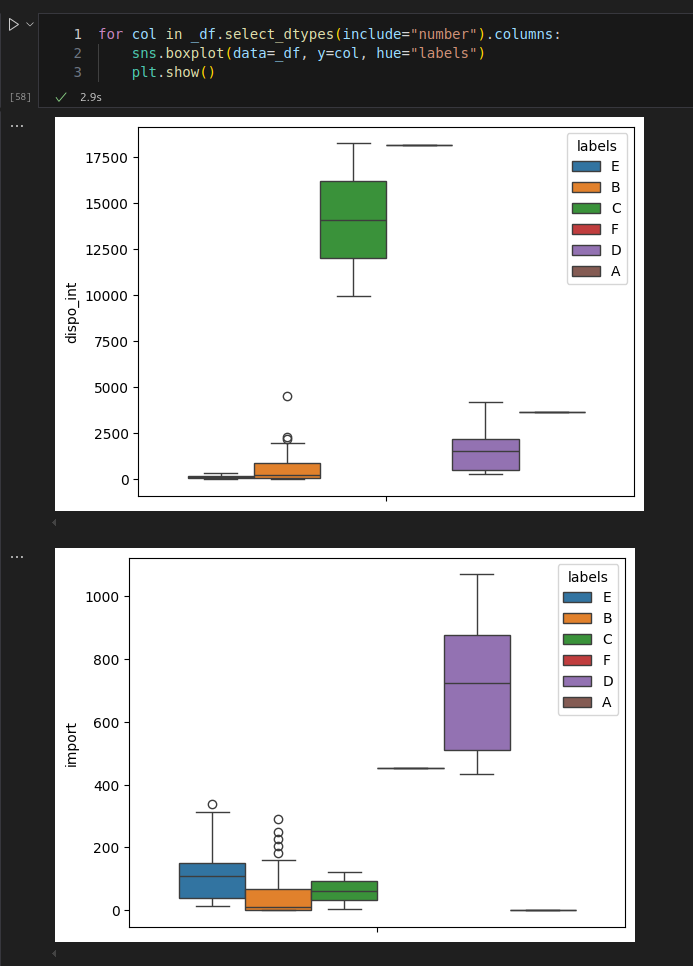 1 for col in _df.select_dtypes(include="number").columns:
2     sns.boxplot(data=_df, y=col, hue="labels")
3     plt.show()
[58] 2.9s
...
labels
E
B
C
F
D
A
17500
15000
12500
10000
7500
5000
2500
0
dispo_int
...
labels
E
B
C
F
D
A
1000
800
600
400
200
0
import